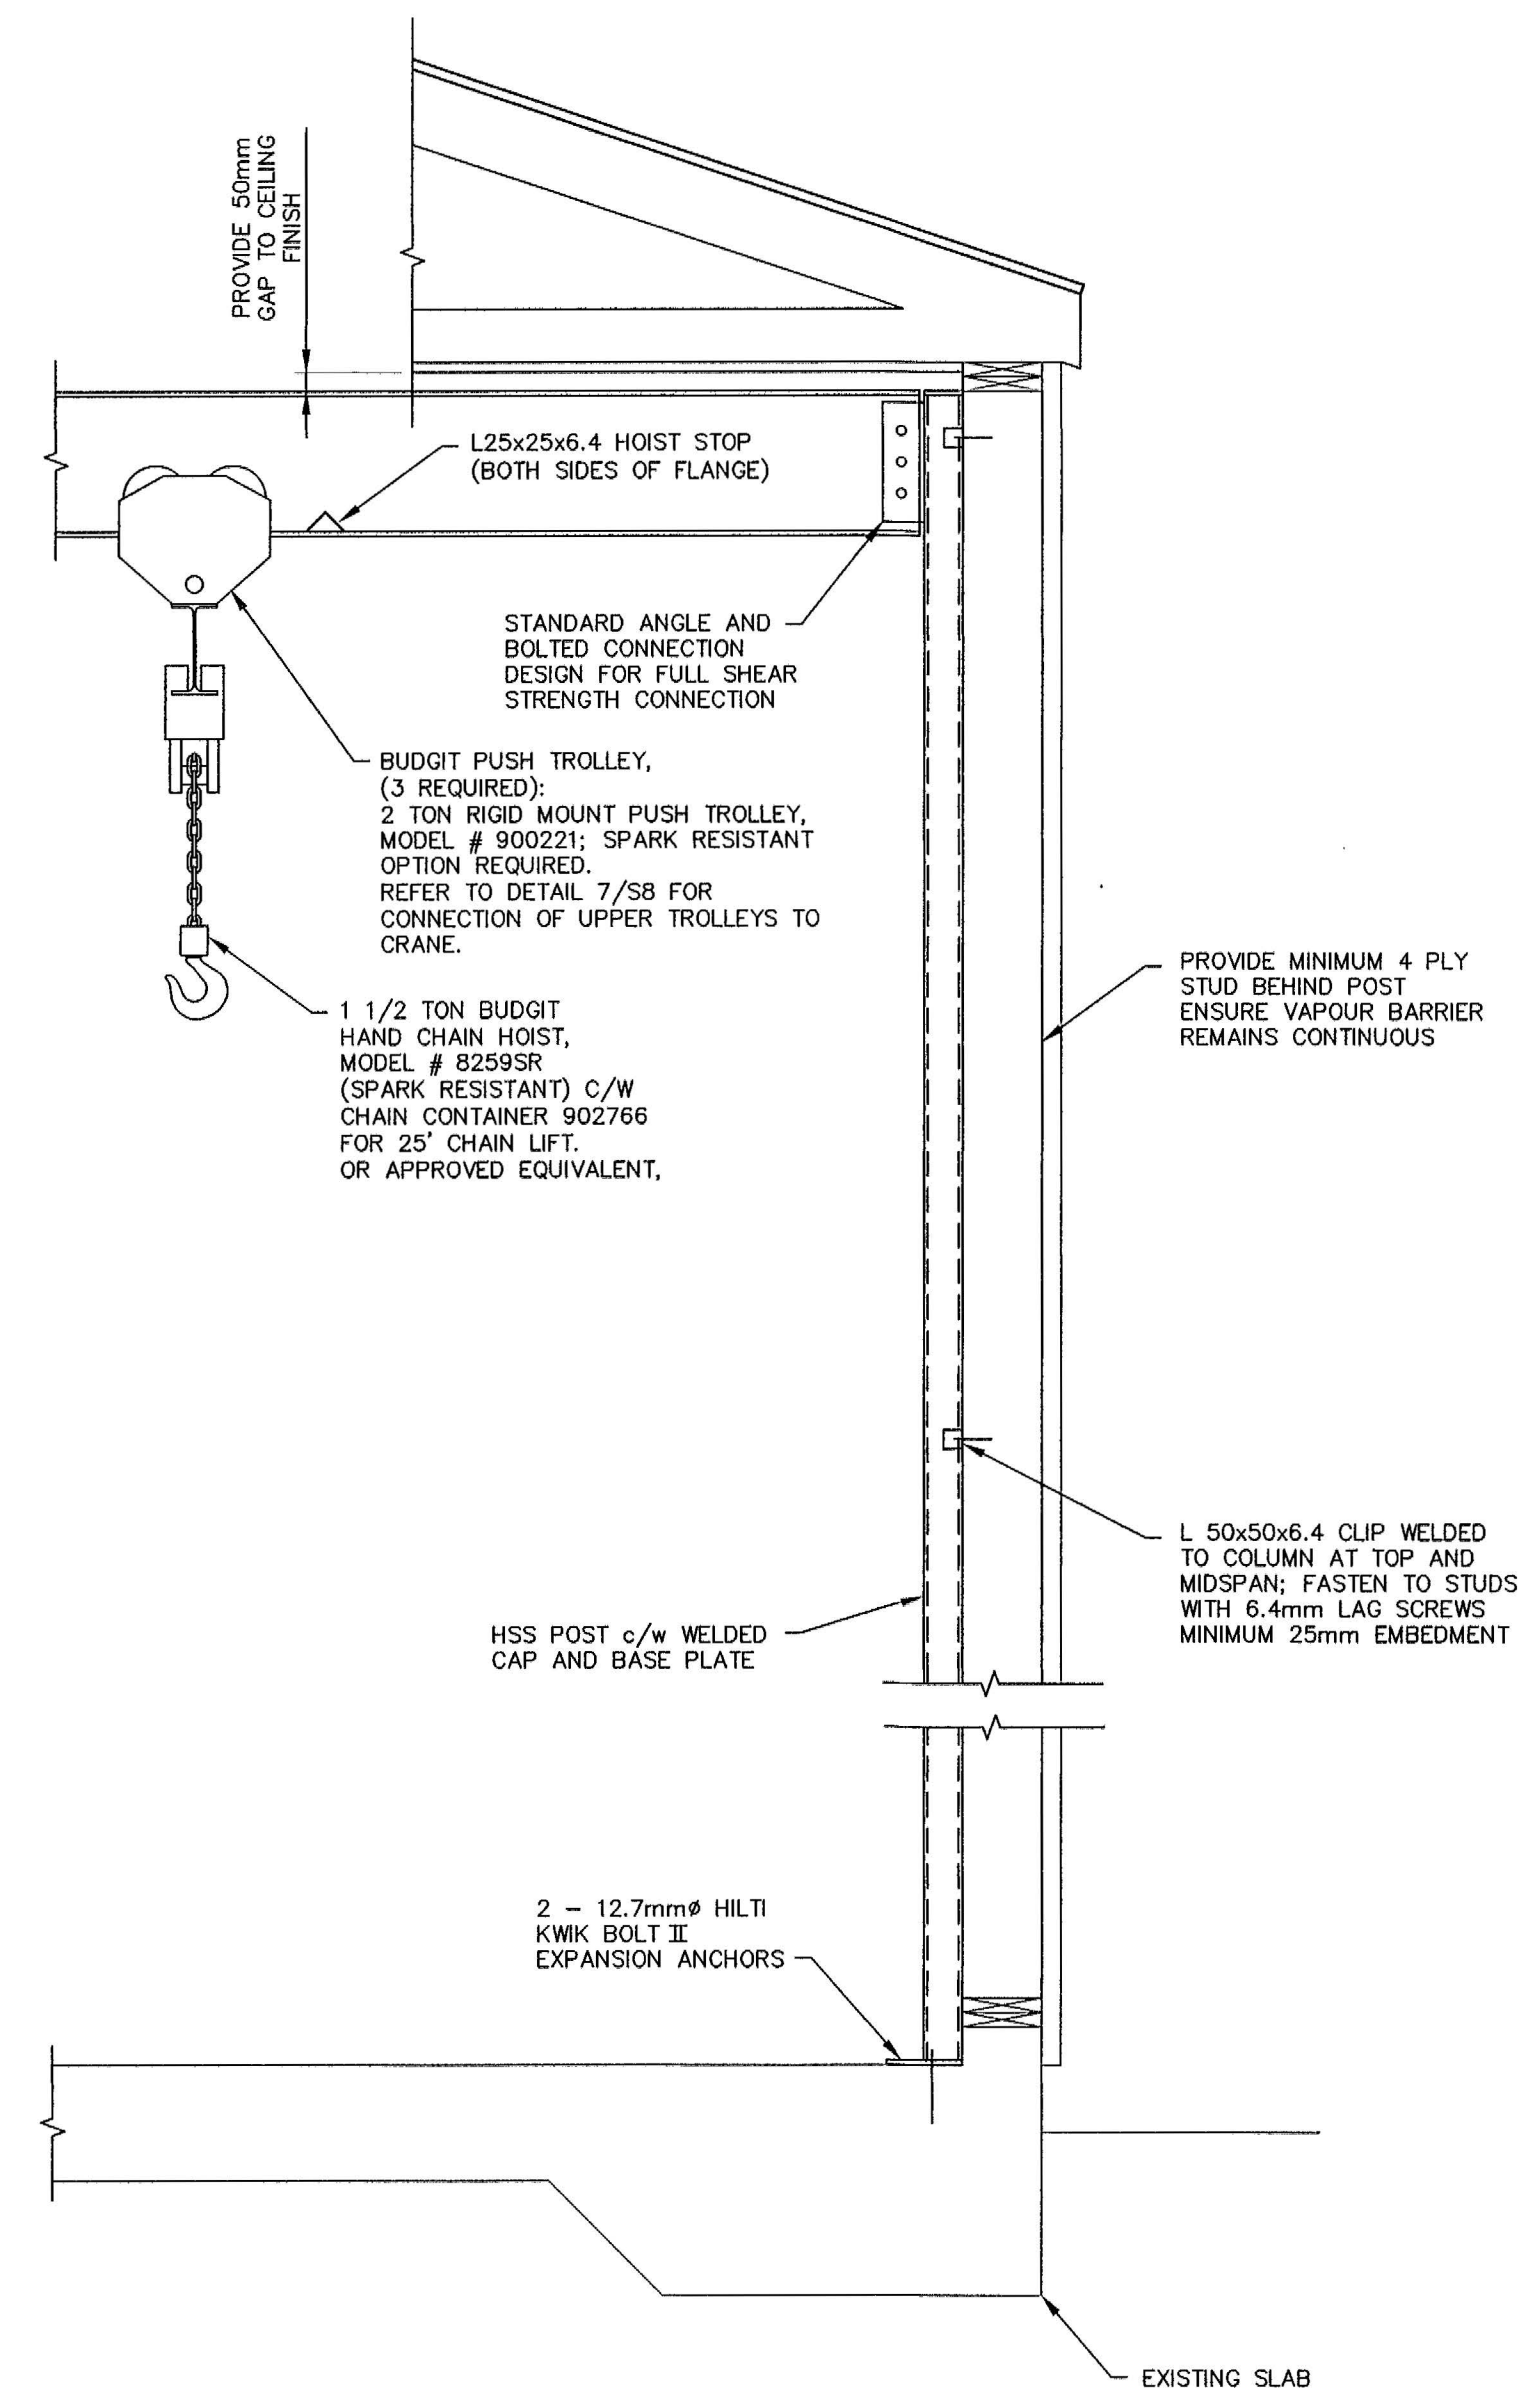 PROVIDE 50mm
GAP TO CEILING
FINISH
L25x25x6.4 HOIST STOP
(BOTH SIDES OF FLANGE)
STANDARD ANGLE AND
BOLTED CONNECTION
DESIGN FOR FULL SHEAR
STRENGTH CONNECTION
BUDGIT PUSH TROLLEY,
(3 REQUIRED):
2 TON RIGID MOUNT PUSH TROLLEY,
MODEL # 900221; SPARK RESISTANT
OPTION REQUIRED.
REFER TO DETAIL 7/S8 FOR
CONNECTION OF UPPER TROLLEYS TO
CRANE.
PROVIDE MINIMUM 4 PLY
STUD BEHIND POST
ENSURE VAPOUR BARRIER
REMAINS CONTINUOUS
1 1/2 TON BUDGIT
HAND CHAIN HOIST,
MODEL # 8259SR
(SPARK RESISTANT) C/W
CHAIN CONTAINER 902766
FOR 25' CHAIN LIFT.
OR APPROVED EQUIVALENT,
L 50x50x6.4 CLIP WELDED
TO COLUMN AT TOP AND
MIDSPAN; FASTEN TO STUDS
WITH 6.4mm LAG SCREWS
MINIMUM 25mm EMBEDMENT
HSS POST c/w WELDED
CAP AND BASE PLATE
2 - 12.7mmø HILTI
KWIK BOLT II
EXPANSION ANCHORS
EXISTING SLAB